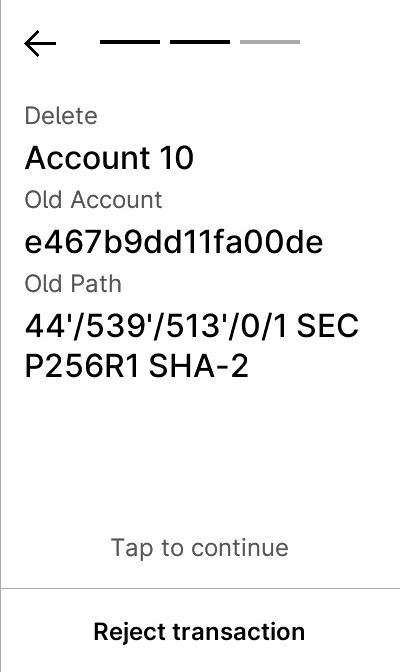 Delete
Account 10
Old Account
e467b9dd11fa00de
Old Path
44'/539'/513'/0/1 SEC
P256R1 SHA-2
Tap to continue
Reject transaction